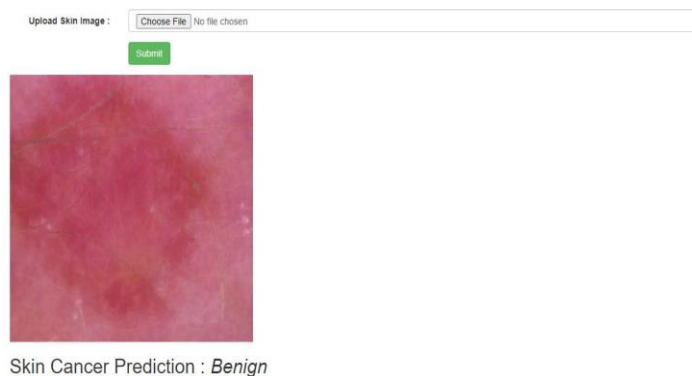 Upload Skin Image : Choose File No file chosen
Submit
Skin Cancer Prediction : Benign